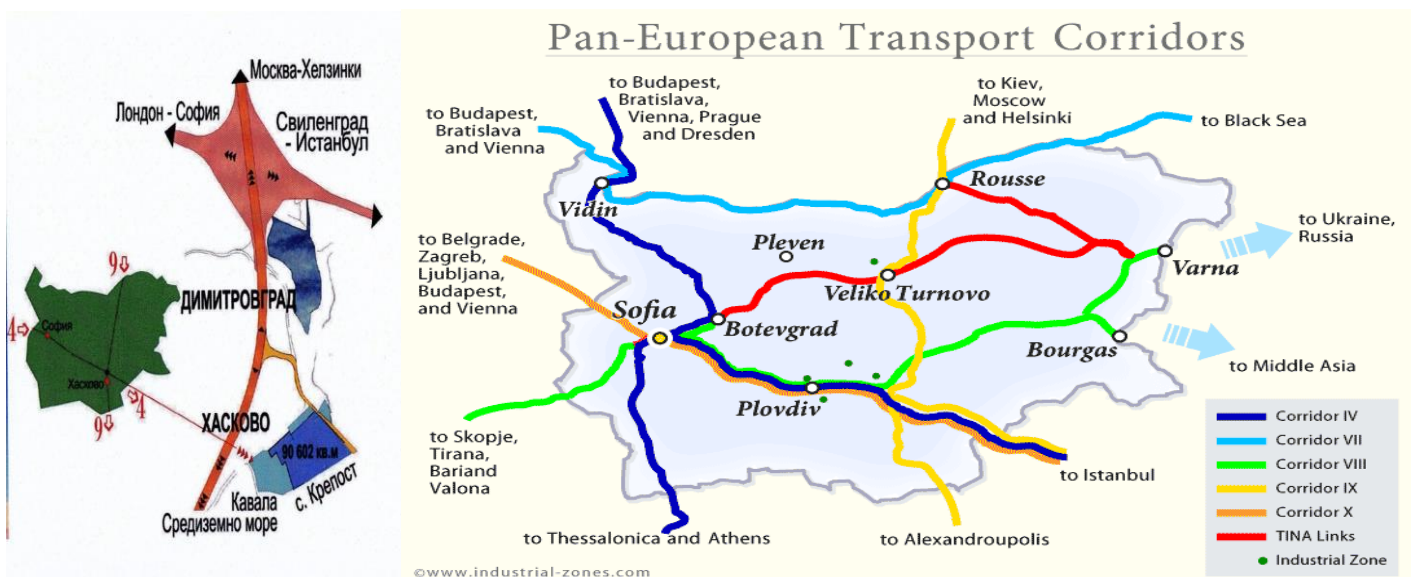 Москва-Хелзинки
Лондон - София
Свиленград
- Истанбул
9
ДИМИТРОВГРАД
4
София
Хасково
4
9
ХАСКОВО
90 602 кв.м
с. Крепост
Кавала
Средиземно море
Pan-European Transport Corridors
to Budapest,
Bratislava,
Vienna, Prague
and Dresden
to Kiev,
Moscow
and Helsinki
to Budapest,
Bratislava
and Vienna
to Black Sea
Rousse
Vidin
to Ukraine,
Russia
to Belgrade,
Zagreb,
Ljubljana,
Budapest,
and Vienna
Pleven
Varna
Veliko Turnovo
Sofia
Botevgrad
Bourgas
to Middle Asia
Plovdiv
to Skopje,
Tirana,
Bariand
Valona
to Istanbul
to Thessalonica and Athens
to Alexandroupolis
Corridor IV
Corridor VII
Corridor VIII
Corridor IX
Corridor X
TINA Links
Industrial Zone
©www.industrial-zones.com